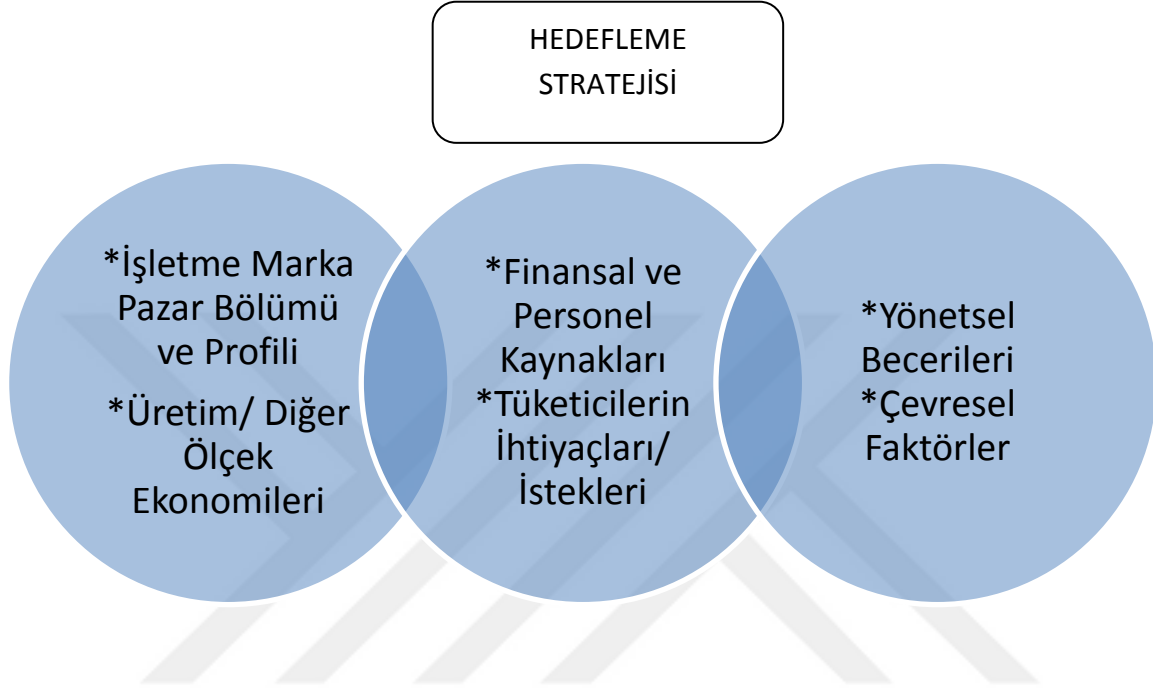 HEDEFLEME
STRATEJİSİ
*İşletme Marka
Pazar Bölümü
ve Profili
*Üretim/ Diğer
Ölçek
Ekonomileri
*Finansal ve
Personel
Kaynakları
*Tüketicilerin
İhtiyaçları/
İstekleri
*Yönetsel
Becerileri
*Çevresel
Faktörler